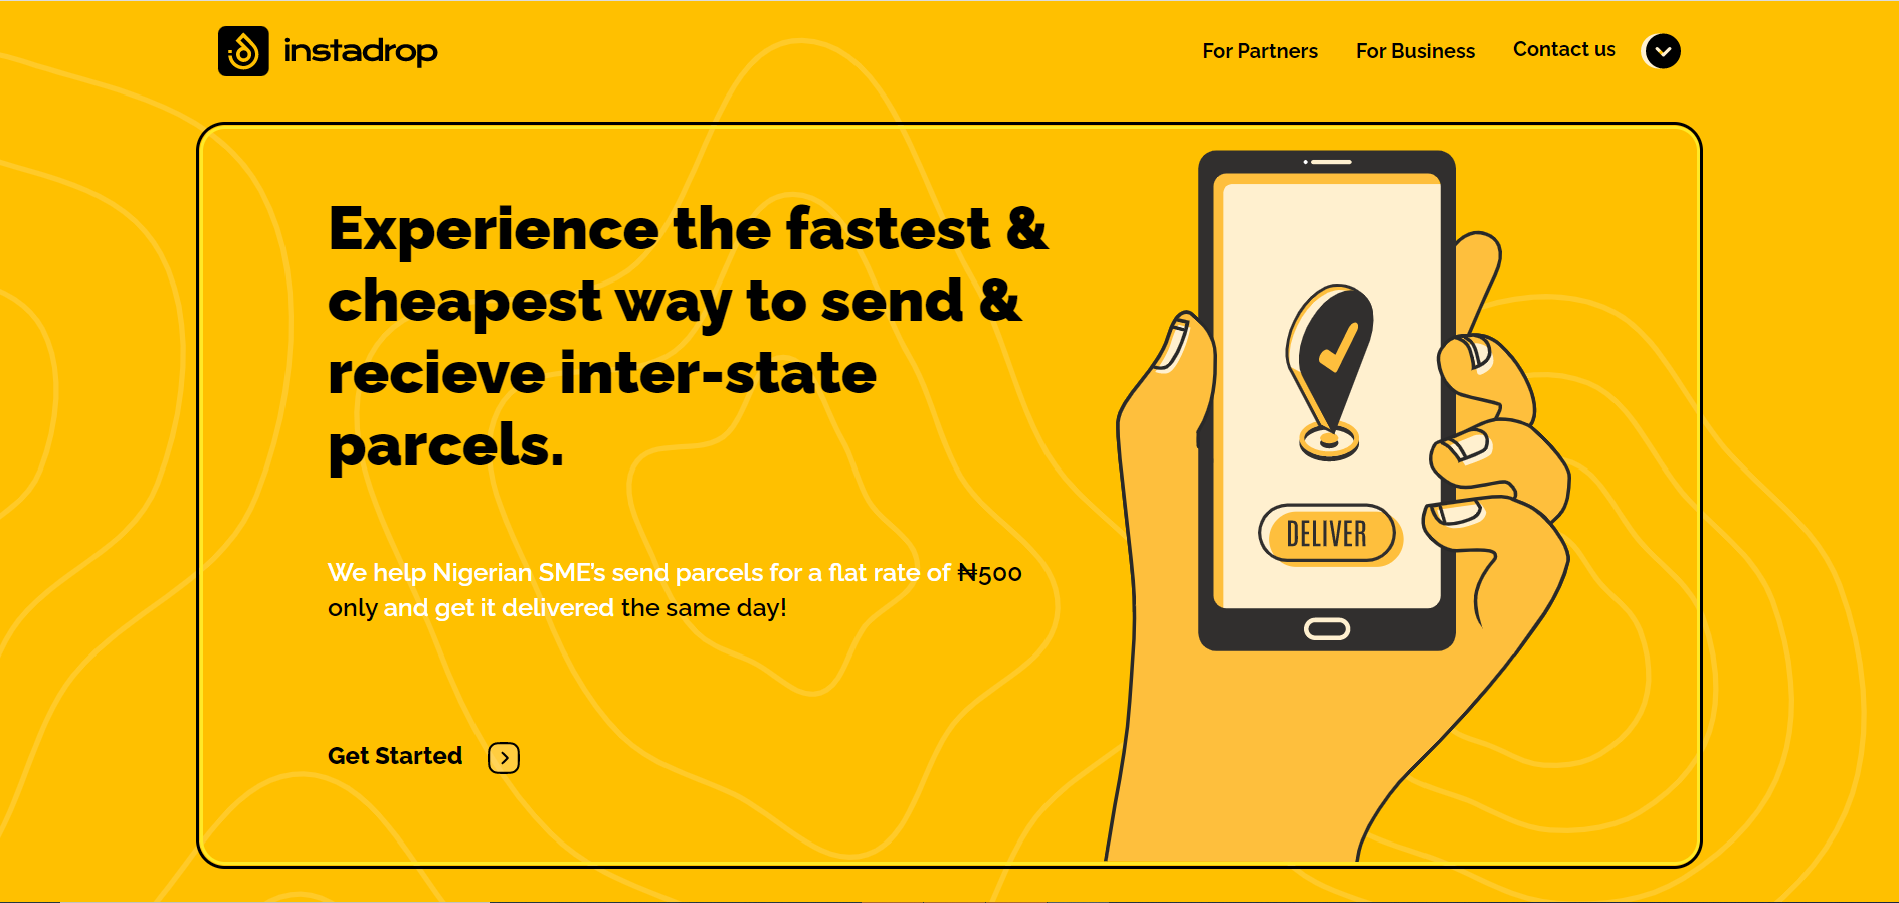 instadrop
For Partners
For Business
Contact us
Experience the fastest &
cheapest way to send &
recieve inter-state
parcels.
We help Nigerian SME's send parcels for a flat rate of ₦500
only and get it delivered the same day!
Get Started
DELIVER